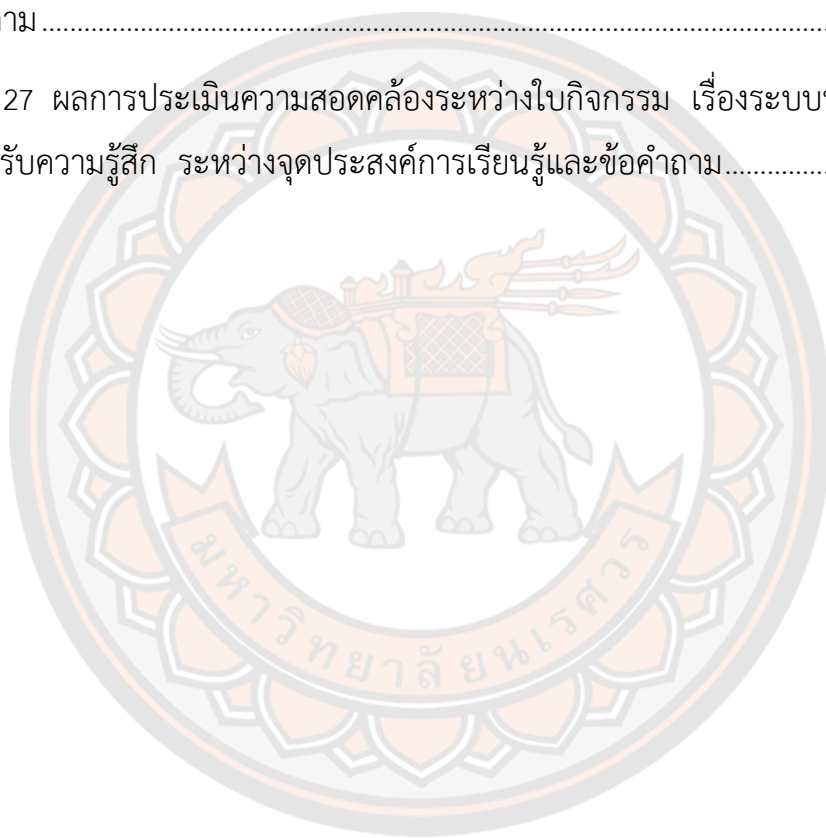 ถาม........................................................................................................................
27 ผลการประเมินความสอดคล้องระหว่างใบกิจกรรม เรื่องระบบ
รับความรู้สึก ระหว่างจุดประสงค์การเรียนรู้และข้อคำถาม...............
มหาวิทยาลัยนเรศวร